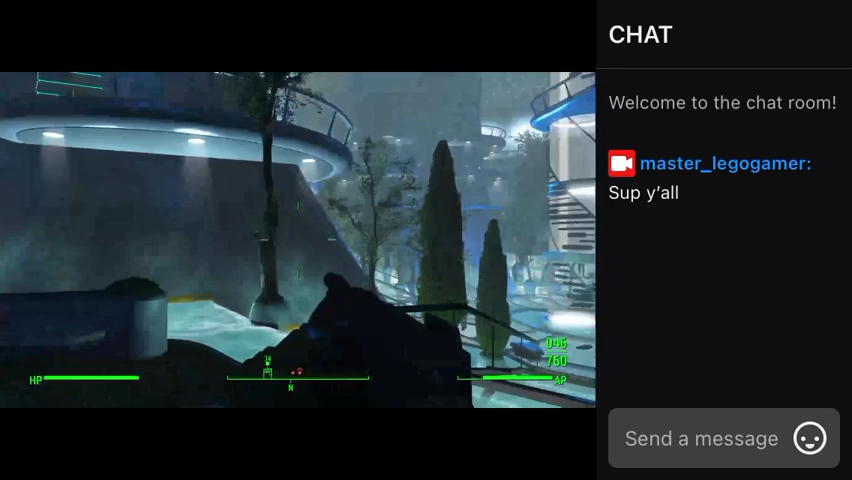 CHAT
Welcome to the chat room!
master_legogamer:
Sup y'all
046
760
HP
AP
N
Send a message